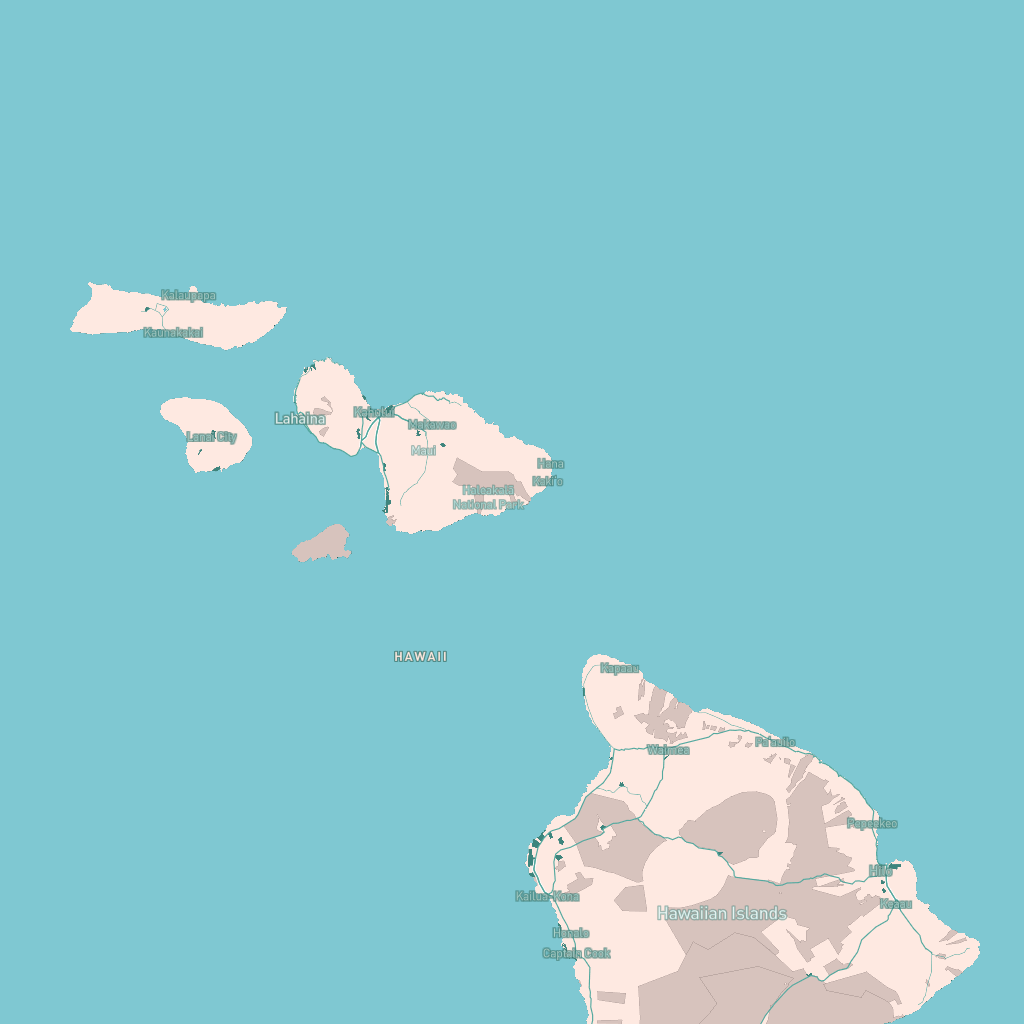 Kalaupapa
Kaunakakai
Lahaina
Kahului
Makawao
Lanai City
Maui
Hana
Kaki'o
Haleakalā
National Park
HAWAII
Kapaau
Waimea
Pa'auilo
Pepeekeo
Hilo
Keaau
Kailua-Kona
Hawaiian Islands
Honalo
Captain Cook